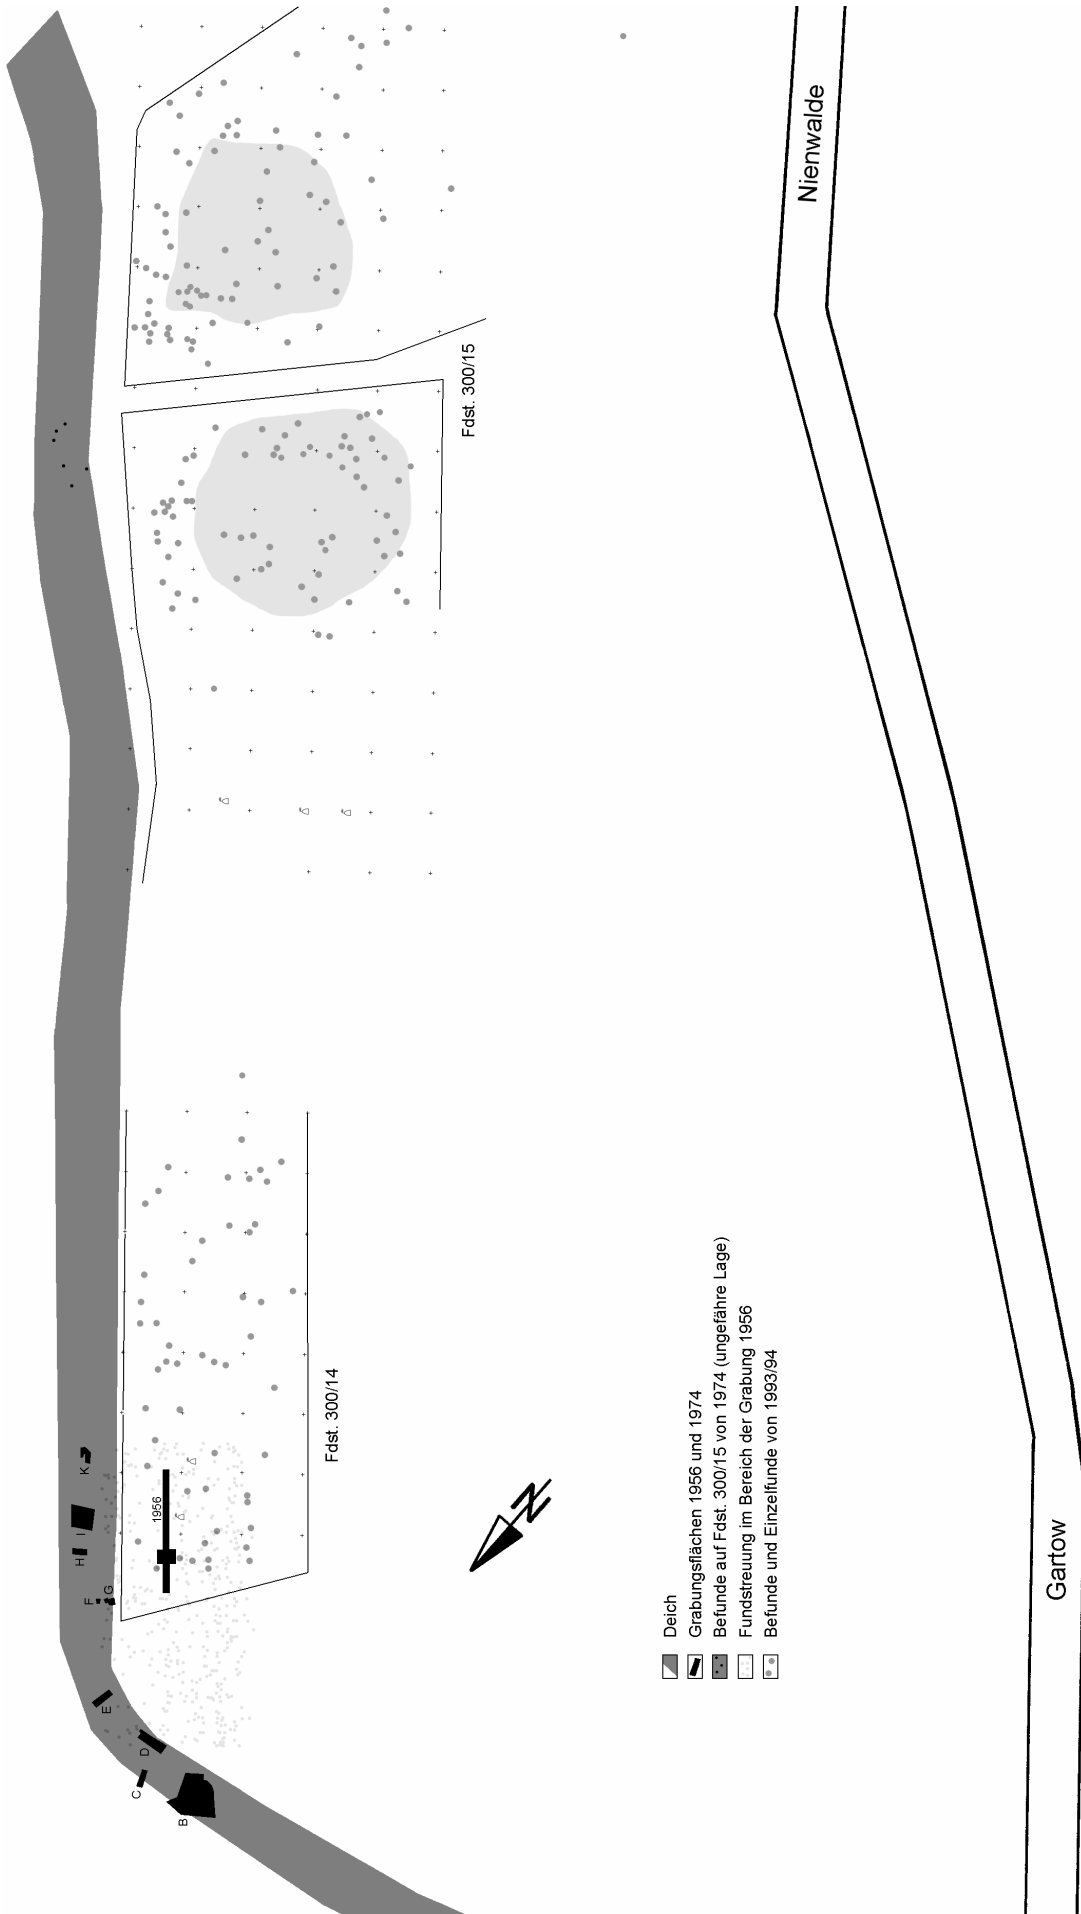 Nienwalde
Fdst. 300/15
Fdst. 300/14
1956
K
I
H
F
G
E
D
C
B
N
Deich
Grabungsflächen 1956 und 1974
Befunde auf Fdst. 300/15 von 1974 (ungefähre Lage)
Fundstreuung im Bereich der Grabung 1956
Befunde und Einzelfunde von 1993/94
Gartow